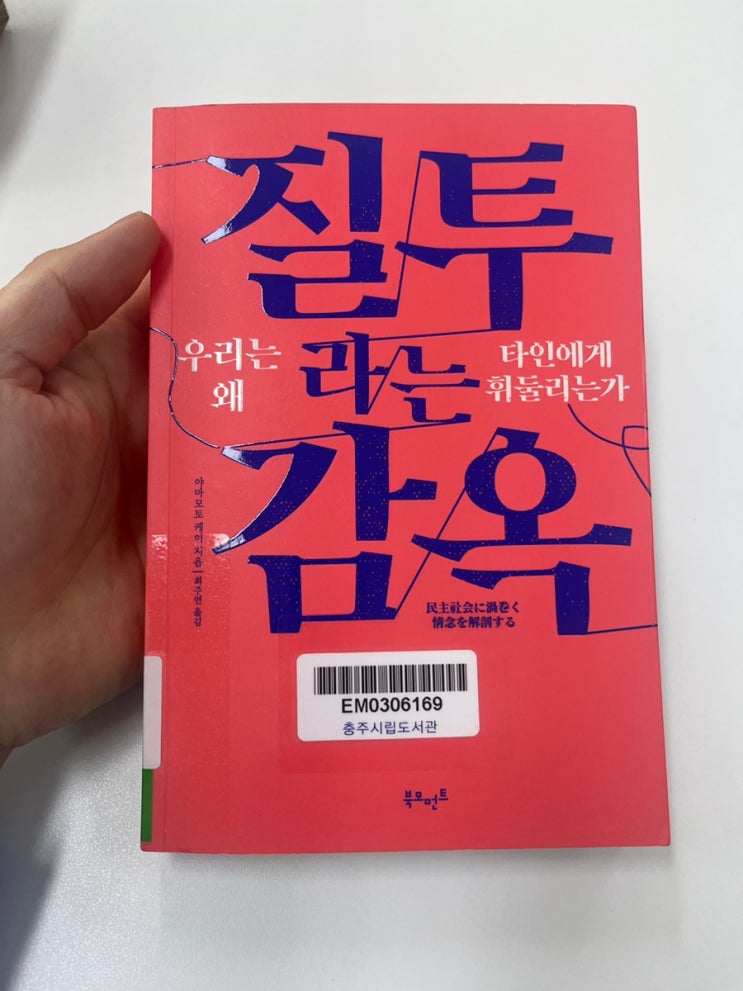 질투
우리는
왜
라는
타인에게
휘둘리는가
감옥
야마모토 케이 지음 | 최주연 옮김
民主社会に渦巻く
情念を解剖する
EM0306169
충주시립도서관
북모먼트